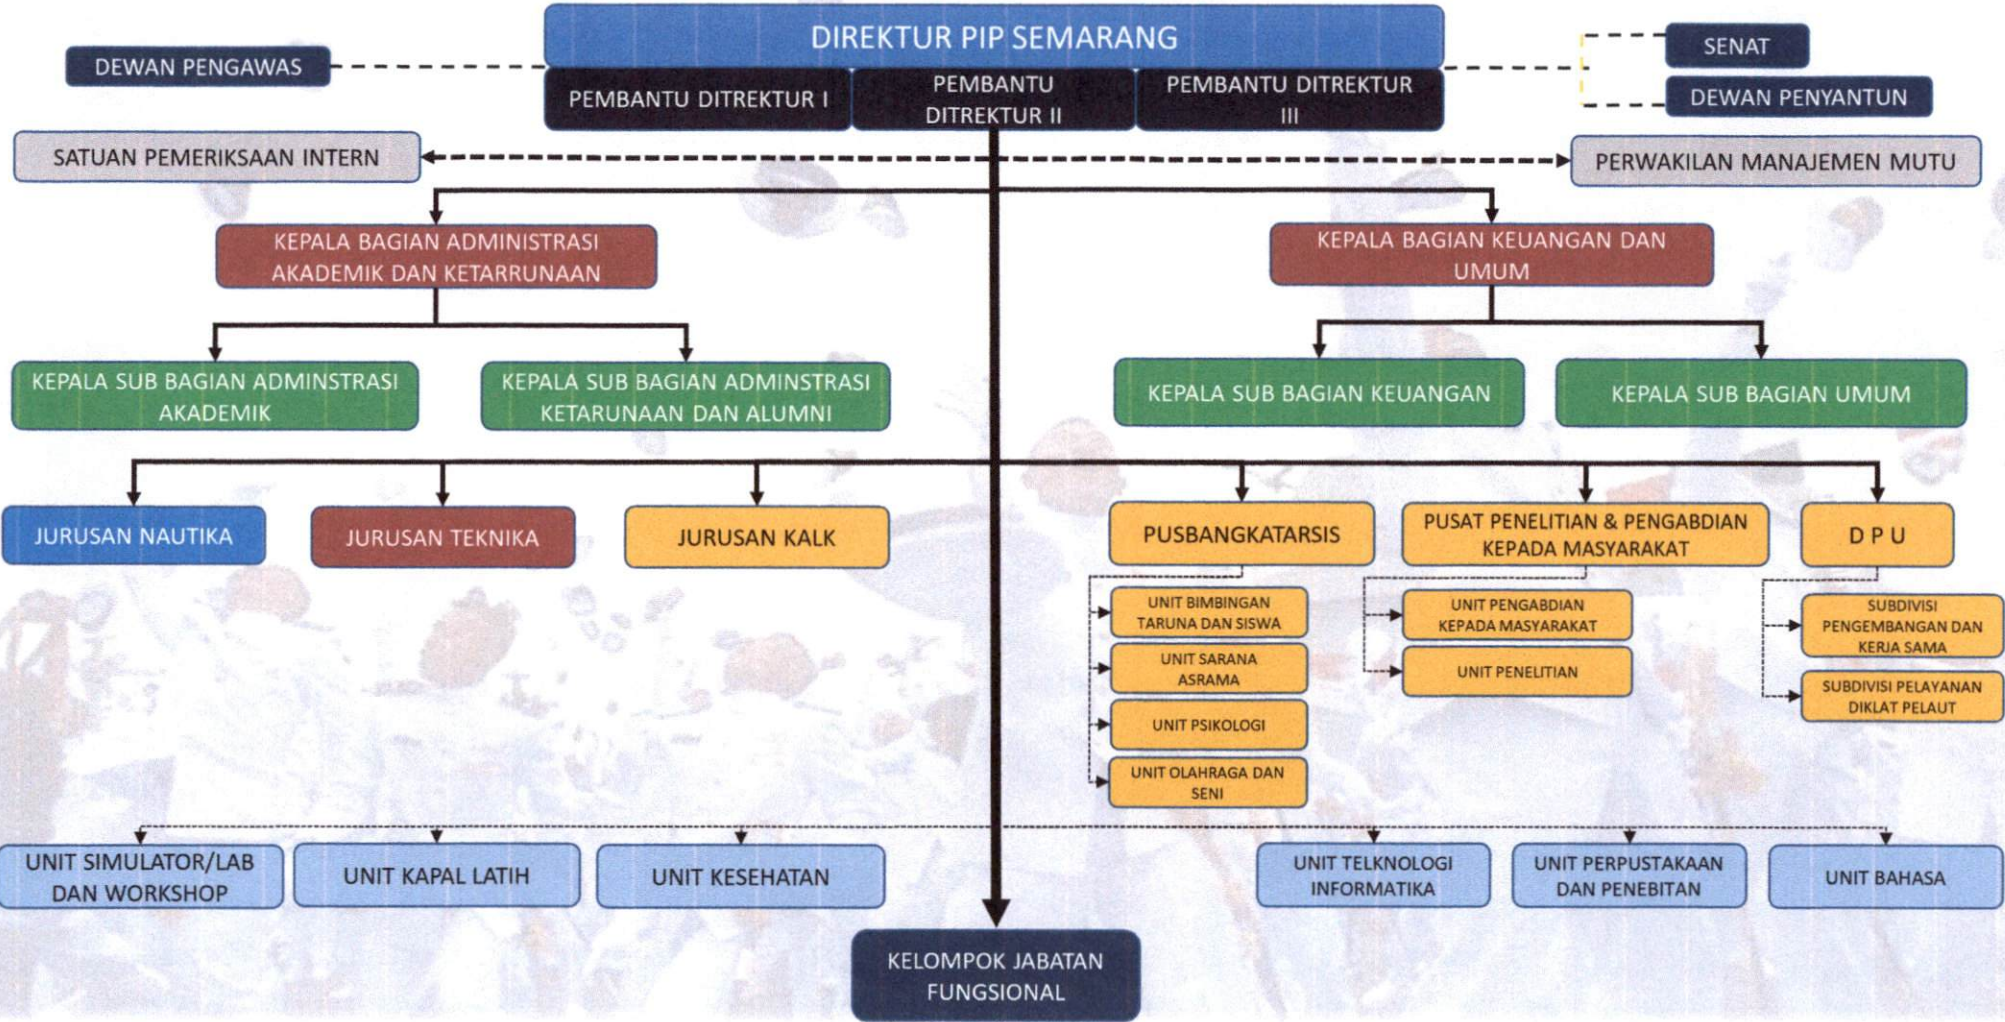 DIREKTUR PIP SEMARANG
DEWAN PENGAWAS
SENAT
PEMBANTU DITREKTUR I
PEMBANTU
DITREKTUR II
PEMBANTU DITREKTUR
III
DEWAN PENYANTUN
SATUAN PEMERIKSAAN INTERN
PERWAKILAN MANAJEMEN MUTU
KEPALA BAGIAN ADMINISTRASI
AKADEMIK DAN KETARRUNAAN
KEPALA BAGIAN KEUANGAN DAN
UMUM
KEPALA SUB BAGIAN ADMINSTRASI
AKADEMIK
KEPALA SUB BAGIAN ADMINSTRASI
KETARUNAAN DAN ALUMNI
KEPALA SUB BAGIAN KEUANGAN
KEPALA SUB BAGIAN UMUM
JURUSAN NAUTIKA
JURUSAN TEKNIKA
JURUSAN KALK
PUSBANGKATARSIS
PUSAT PENELITIAN & PENGABDIAN
KEPADA MASYARAKAT
D P U
UNIT BIMBINGAN
TARUNA DAN SISWA
UNIT SARANA
ASRAMA
UNIT PSIKOLOGI
UNIT OLAHRAGA DAN
SENI
UNIT PENGABDIAN
KEPADA MASYARAKAT
UNIT PENELITIAN
SUBDIVISI
PENGEMBANGAN DAN
KERJA SAMA
SUBDIVISI PELAYANAN
DIKLAT PELAUT
UNIT SIMULATOR/LAB
DAN WORKSHOP
UNIT KAPAL LATIH
UNIT KESEHATAN
UNIT TELKNOLOGI
INFORMATIKA
UNIT PERPUSTAKAAN
DAN PENEBITAN
UNIT BAHASA
KELOMPOK JABATAN
FUNGSIONAL